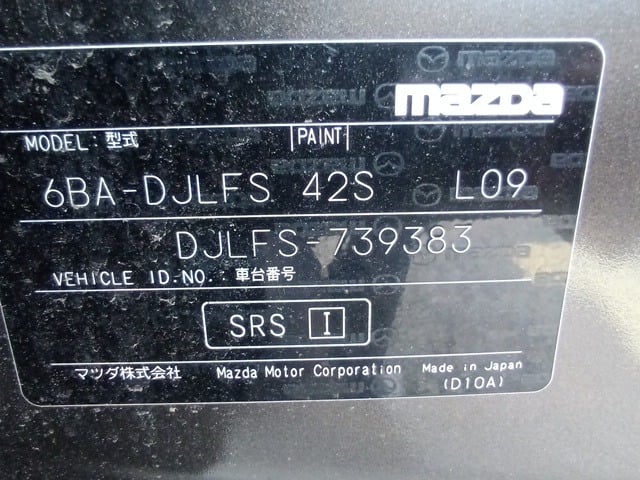 mazda
MODEL:型式 PAINT
6BA-DJLFS 42S L09
DJLFS-739383
VEHICLE ID.NO.:車台番号
SRS I
マツダ株式会社 Mazda Motor Corporation Made in Japan
(D10A)